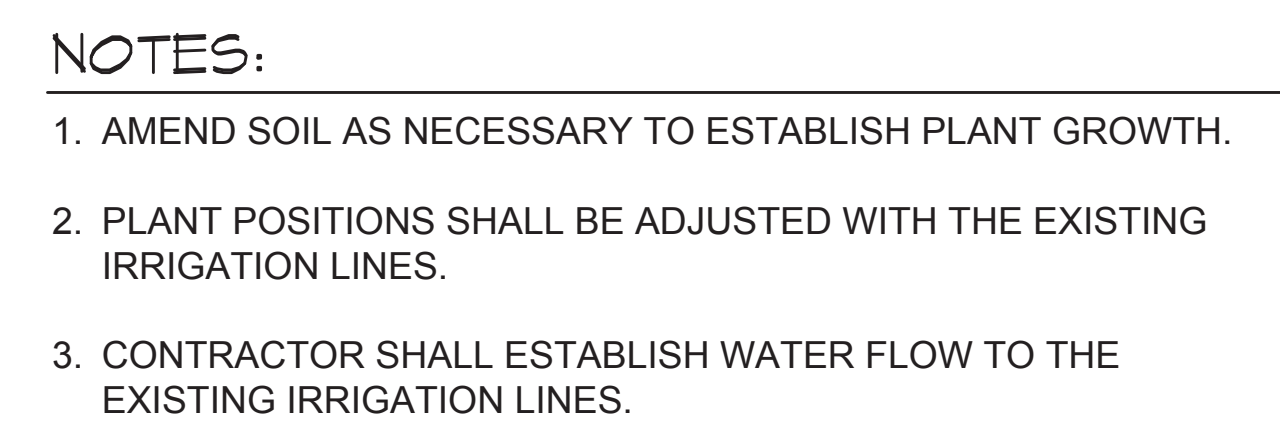 NOTES:
1. AMEND SOIL AS NECESSARY TO ESTABLISH PLANT GROWTH.
2. PLANT POSITIONS SHALL BE ADJUSTED WITH THE EXISTING
IRRIGATION LINES.
3. CONTRACTOR SHALL ESTABLISH WATER FLOW TO THE
EXISTING IRRIGATION LINES.